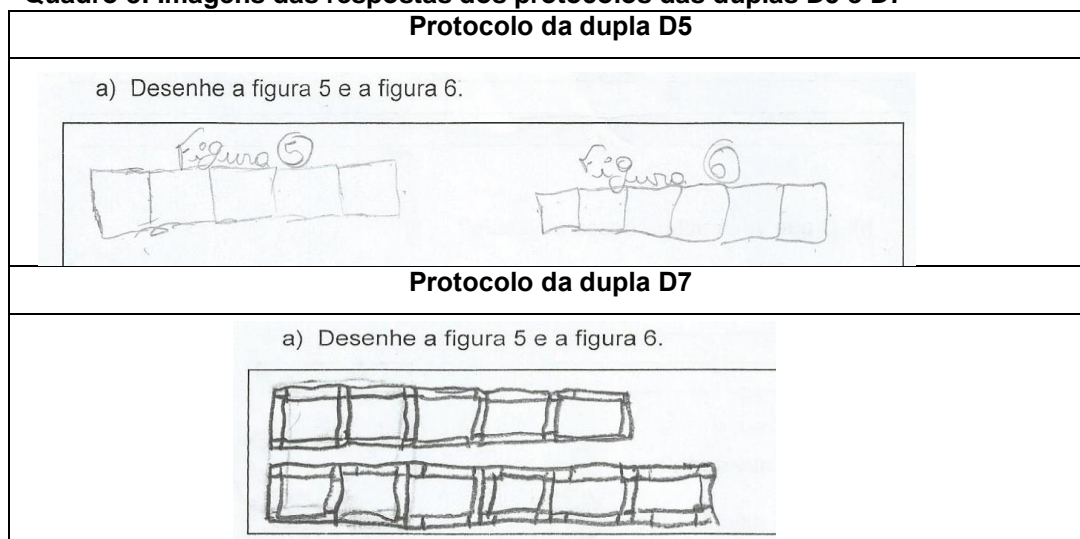 Quadro 6: Imagens das respostas dos protocolos das duplas D5 e D7
Protocolo da dupla D5
a) Desenhe a figura 5 e a figura 6.
Figura 5
Figura 6
Protocolo da dupla D7
a) Desenhe a figura 5 e a figura 6.